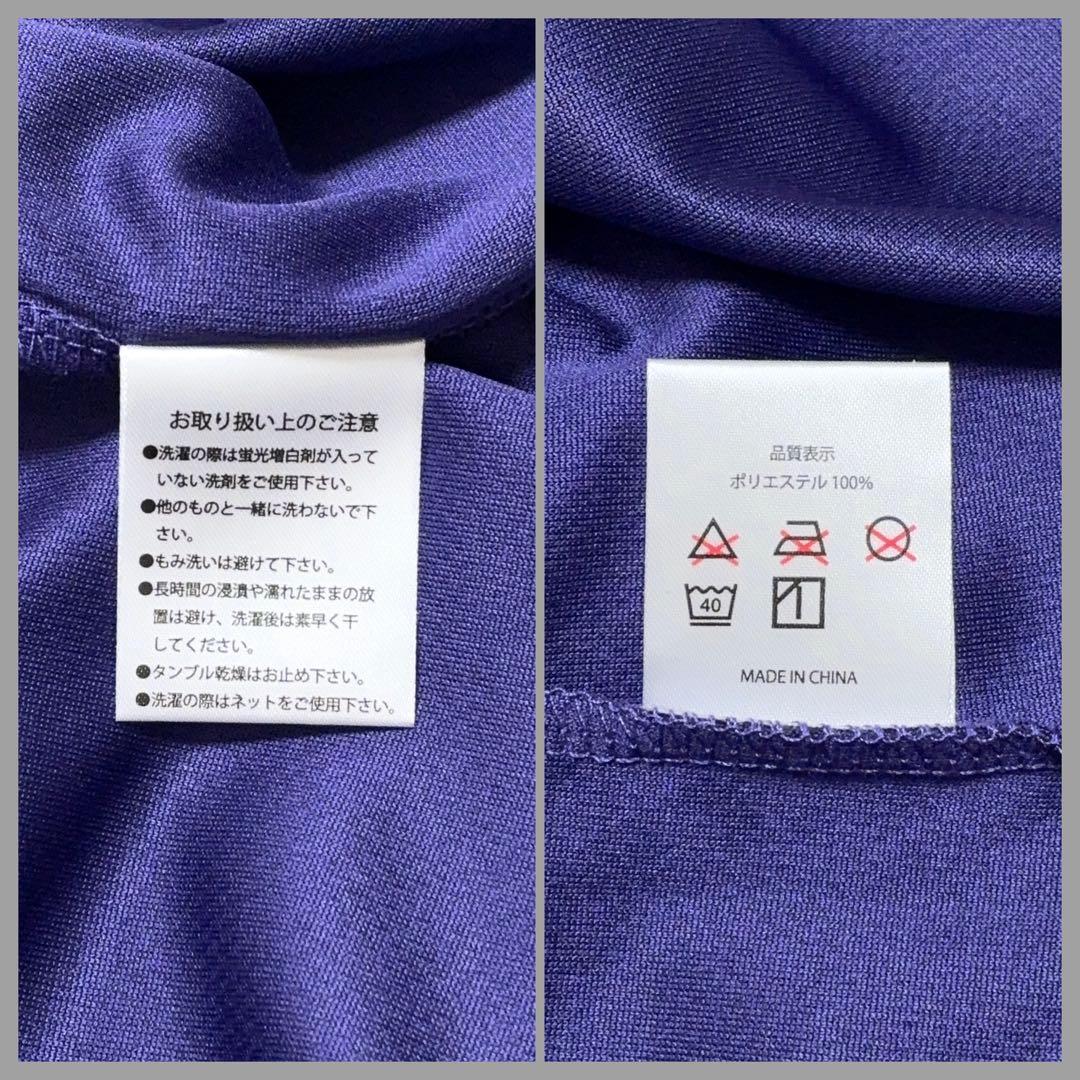 お取り扱い上のご注意
●洗濯の際は蛍光増白剤が入って
いない洗剤をご使用下さい。
●他のものと一緒に洗わないで下
さい。
●もみ洗いは避けて下さい。
●長時間の浸漬や濡れたままの放
置は避け、洗濯後は素早く干
してください。
●タンブル乾燥はお止め下さい。
●洗濯の際はネットをご使用下さい。
品質表示
ポリエステル 100%
40
MADE IN CHINA